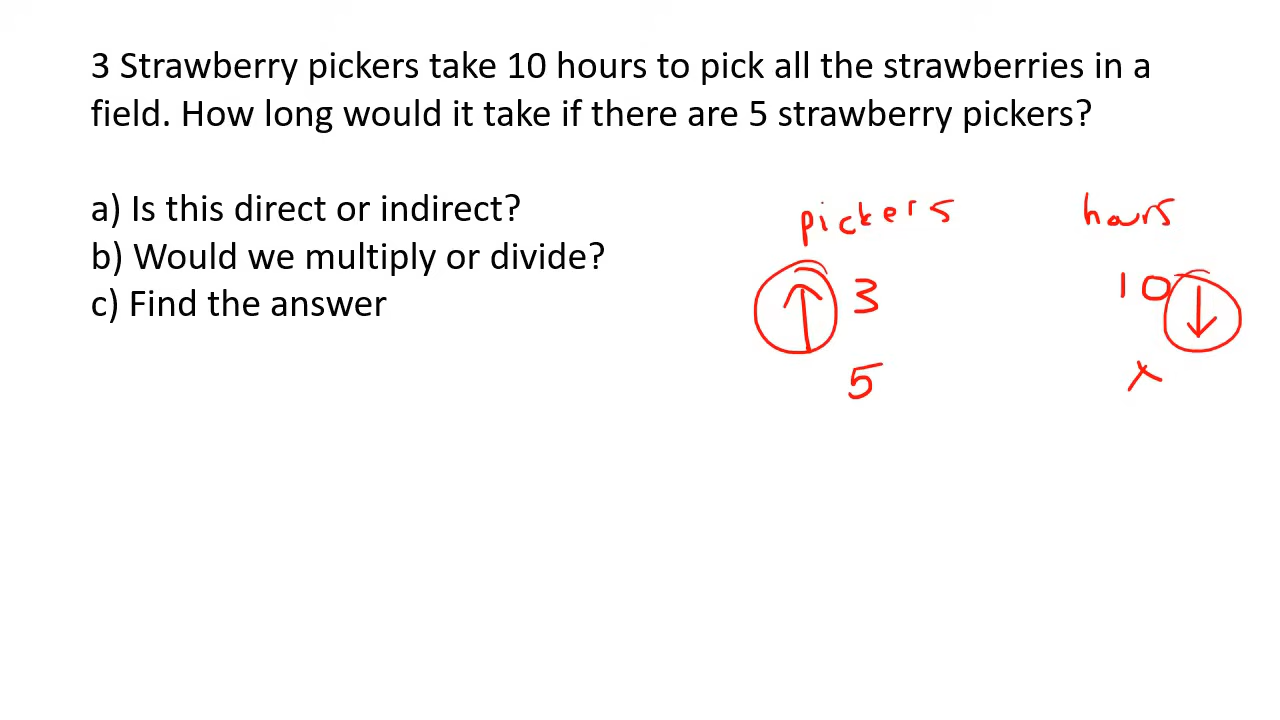 3 Strawberry pickers take 10 hours to pick all the strawberries in a
field. How long would it take if there are 5 strawberry pickers?
a) Is this direct or indirect?
b) Would we multiply or divide?
c) Find the answer
pickers hours
↑ 3 10 ↓
5 x